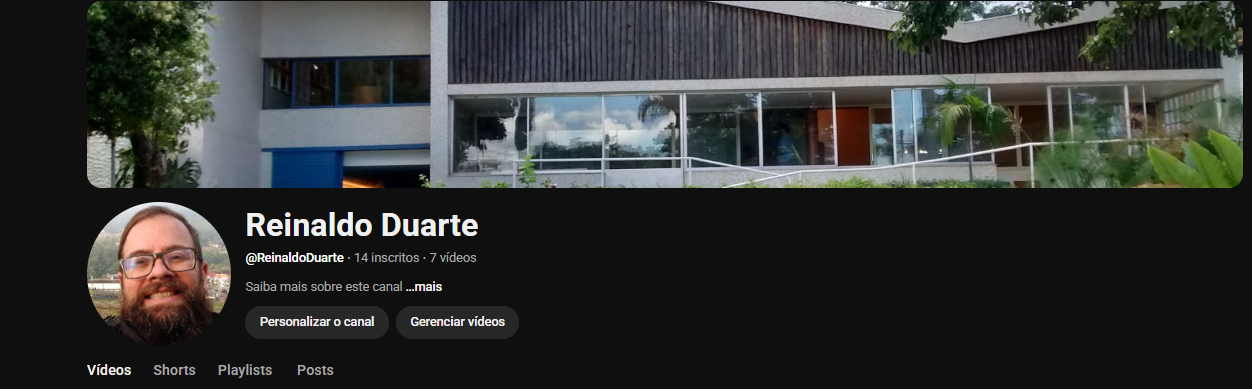 Reinaldo Duarte
@ReinaldoDuarte · 14 inscritos · 7 vídeos
Saiba mais sobre este canal ...mais
Personalizar o canal Gerenciar vídeos
Vídeos Shorts Playlists Posts